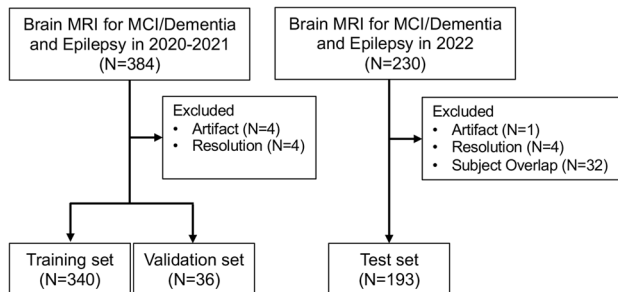 Brain MRI for MCI/Dementia
and Epilepsy in 2020-2021
(N=384)
Brain MRI for MCI/Dementia
and Epilepsy in 2022
(N=230)
Excluded
• Artifact (N=4)
• Resolution (N=4)
Excluded
• Artifact (N=1)
• Resolution (N=4)
• Subject Overlap (N=32)
Training set
(N=340)
Validation set
(N=36)
Test set
(N=193)